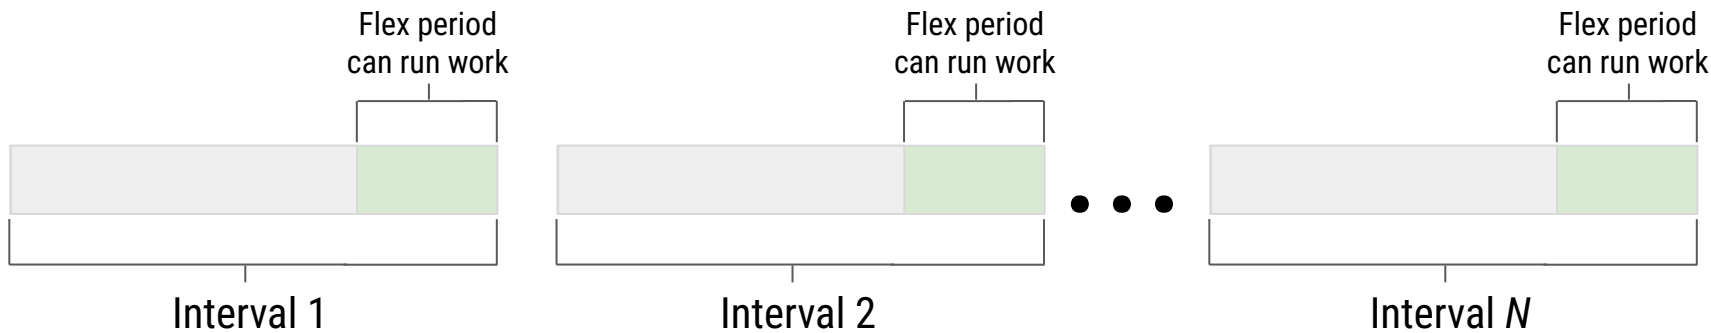 Flex period
can run work
Flex period
can run work
Flex period
can run work
Interval 1
Interval 2
Interval N